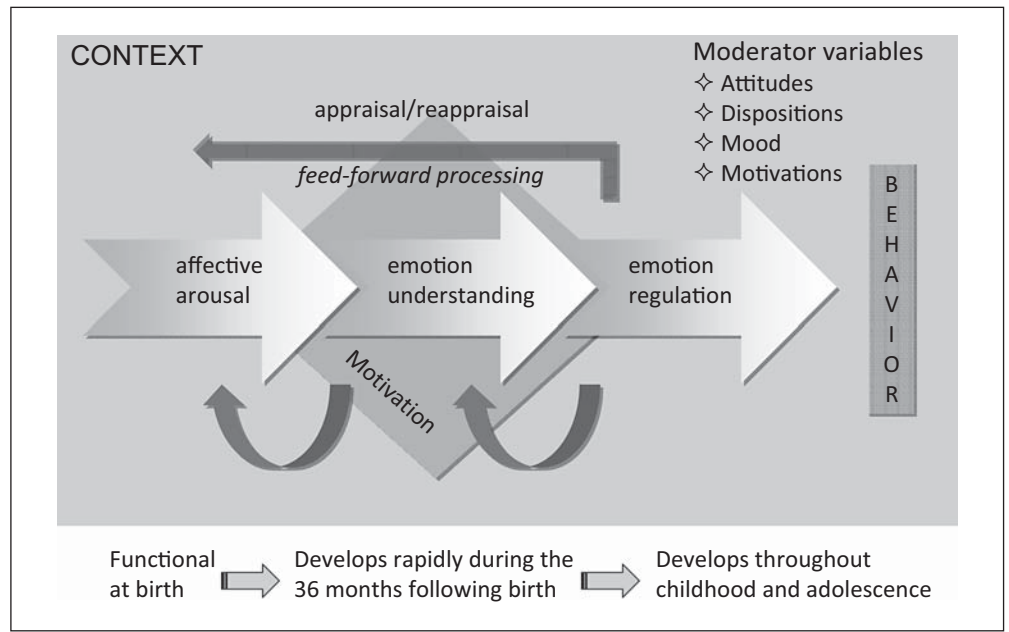 CONTEXT
Moderator variables
✧ Attitudes
✧ Dispositions
✧ Mood
✧ Motivations
appraisal/reappraisal
feed-forward processing
affective
arousal
emotion
understanding
emotion
regulation
Motivation
B
E
H
A
V
I
O
R
Functional
at birth
Develops rapidly during the
36 months following birth
Develops throughout
childhood and adolescence